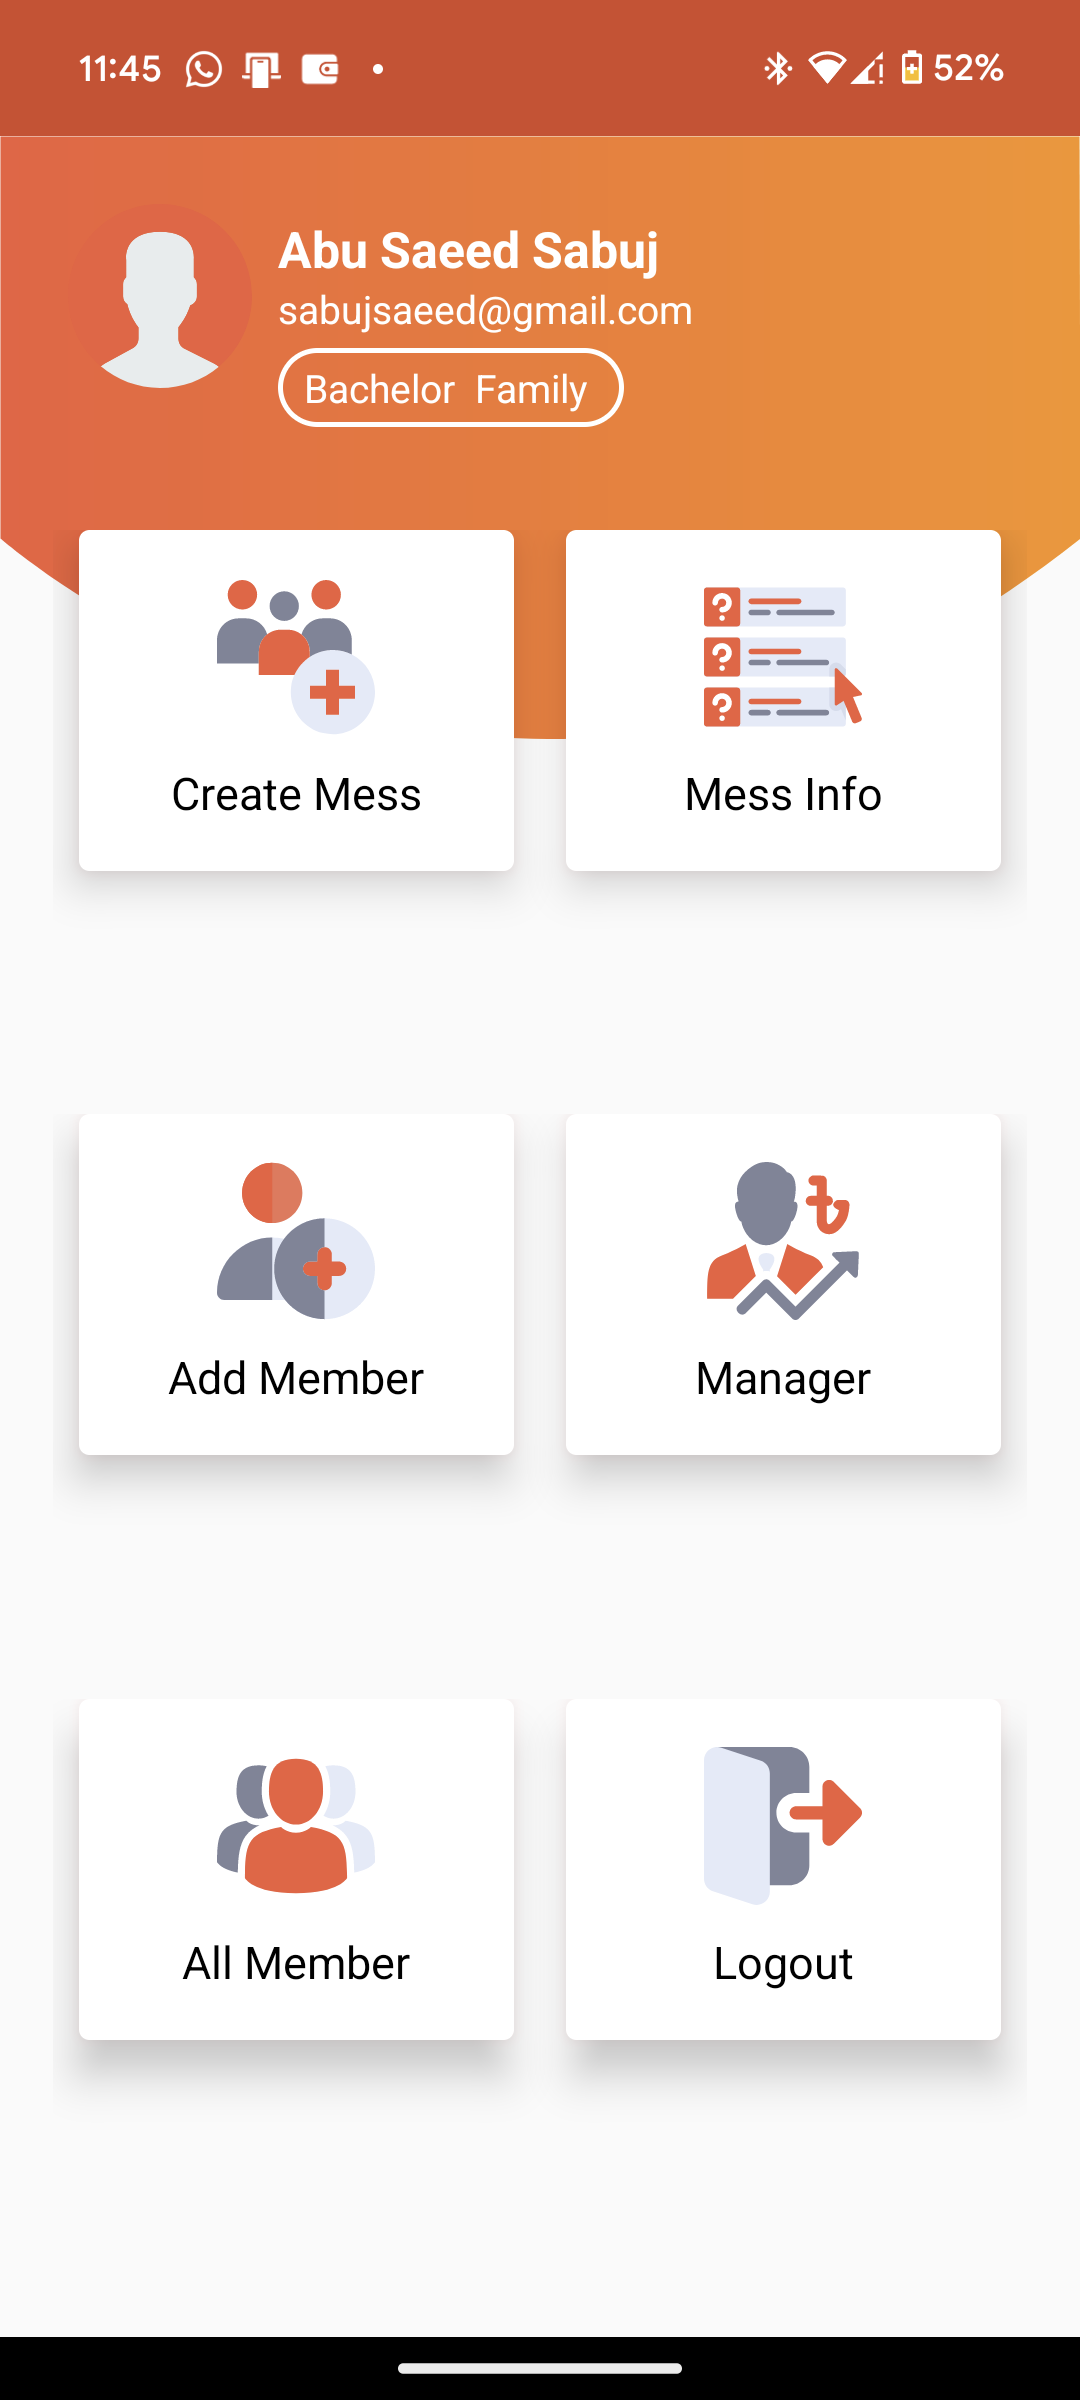 11:45 52%
Abu Saeed Sabuj
sabujsaeed@gmail.com
Bachelor Family
Create Mess
Mess Info
Add Member
Manager
All Member
Logout